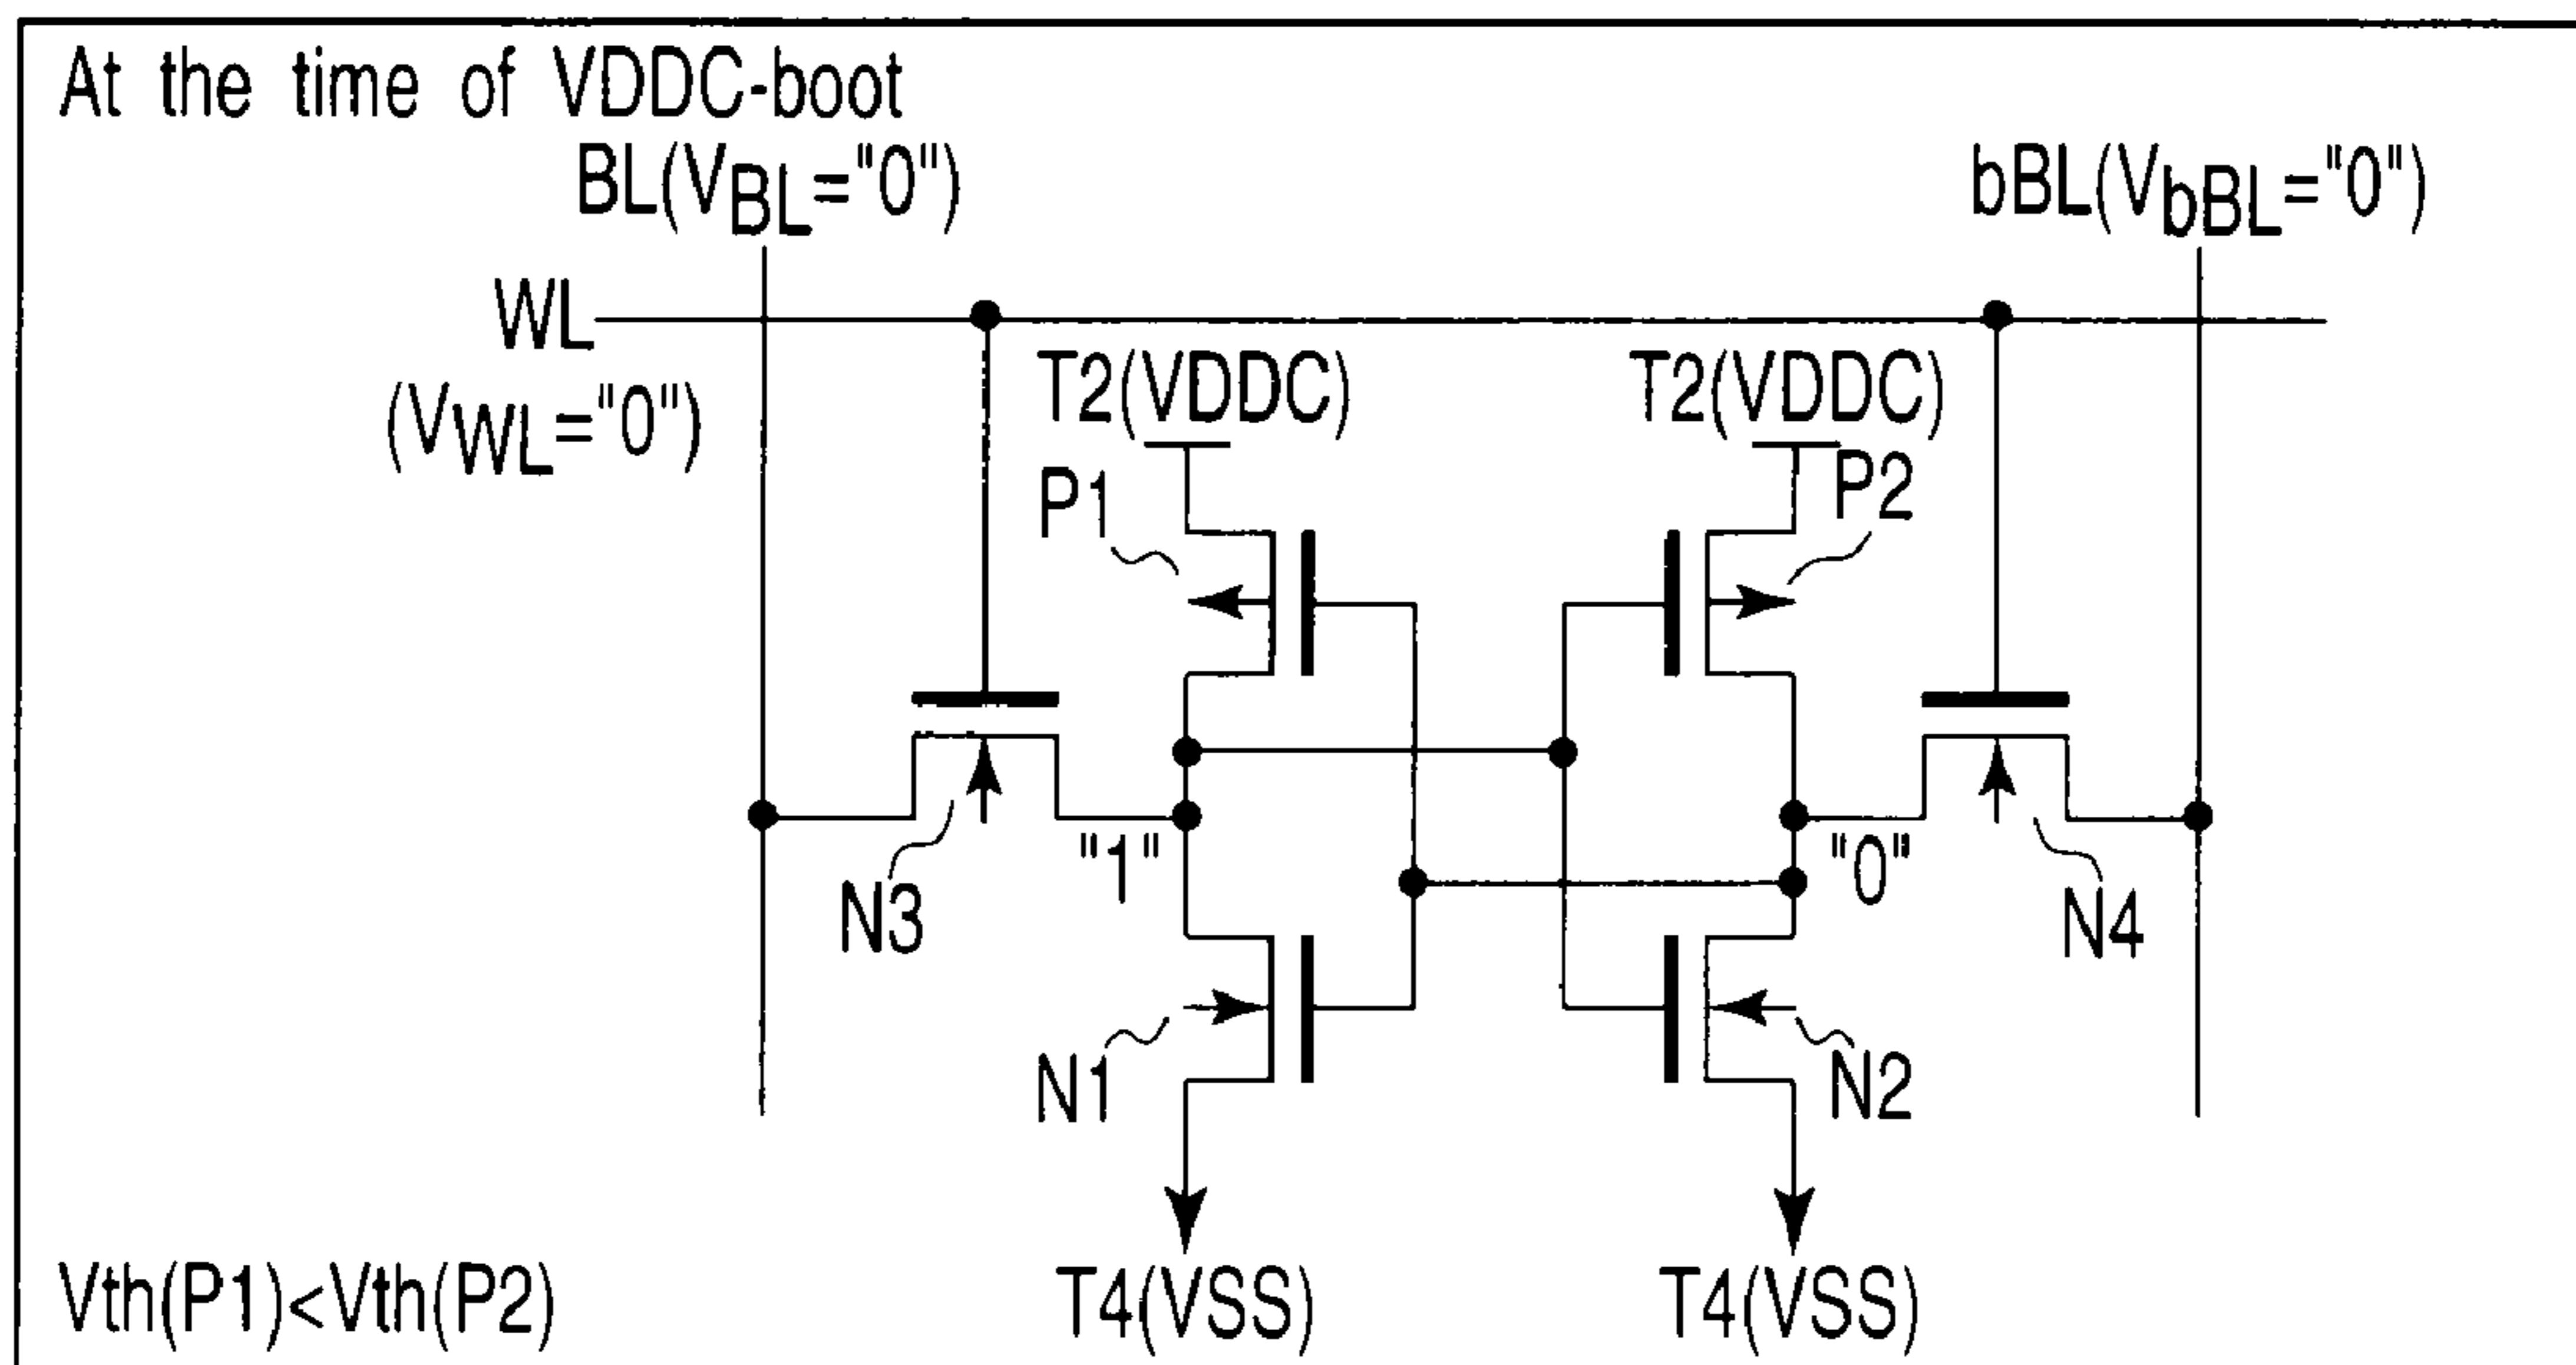 At the time of VDDC-boot
BL(VBL="0")
bBL(VbBL="0")
WL
(VWL="0")
T2(VDDC)
T2(VDDC)
P1
P2
"1"
"0"
N3
N4
N1
N2
T4(VSS)
T4(VSS)
Vth(P1)<Vth(P2)